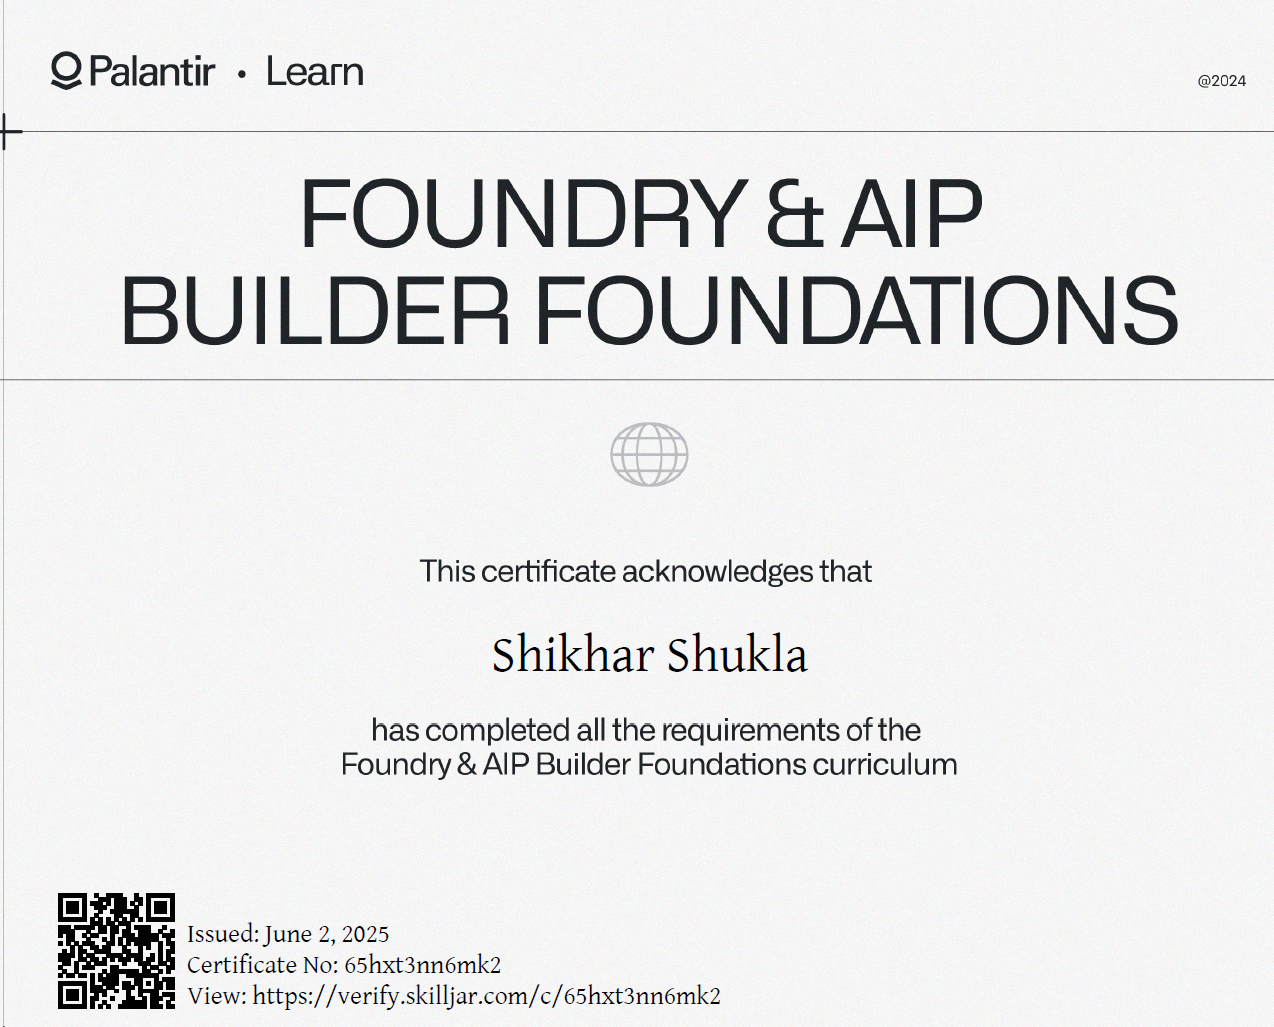 Palantir • Learn
@2024
FOUNDRY & AIP
BUILDER FOUNDATIONS
This certificate acknowledges that
Shikhar Shukla
has completed all the requirements of the
Foundry & AIP Builder Foundations curriculum
Issued: June 2, 2025
Certificate No: 65hxt3nn6mk2
View: https://verify.skilljar.com/c/65hxt3nn6mk2